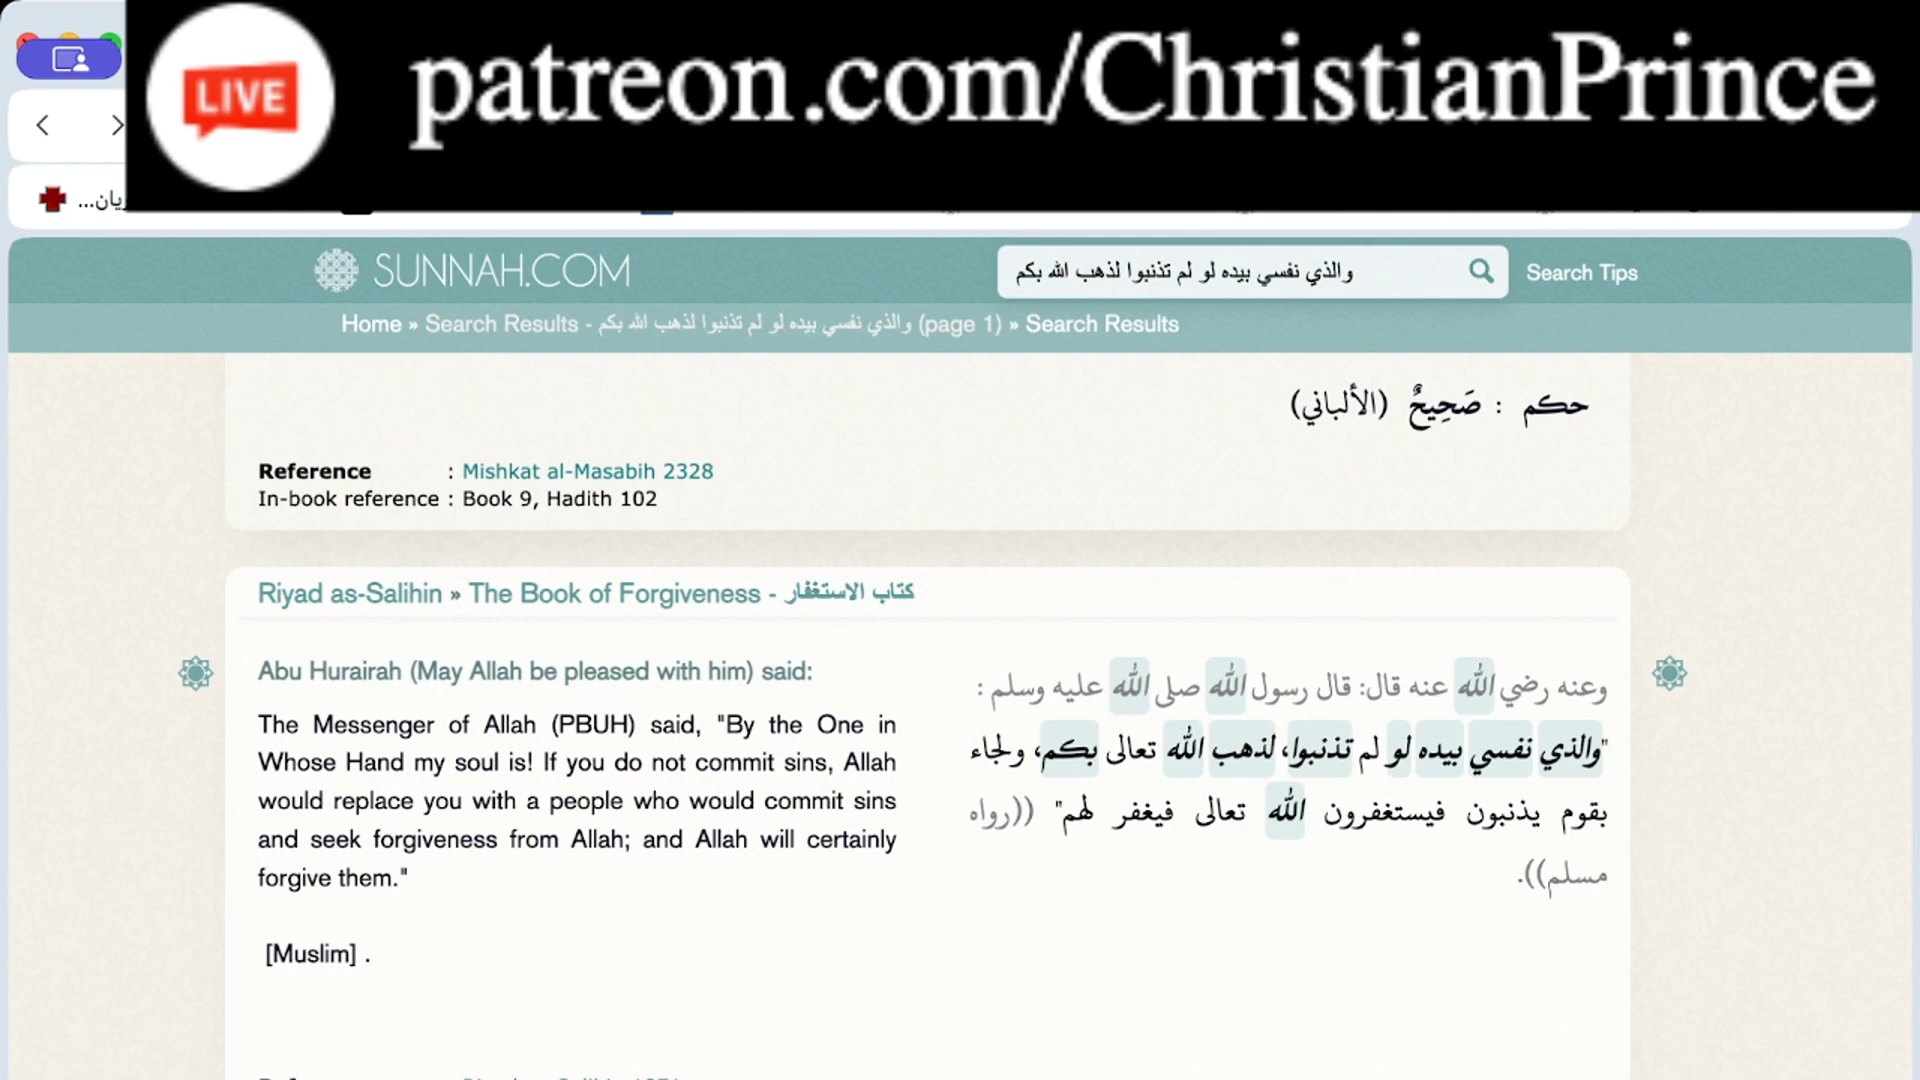 LIVE
patreon.com/ChristianPrince
SUNNAH.COM
والذي نفسي بيده لو لم تذنبوا لذهب الله بكم
Search Tips
Home » Search Results - والذي نفسي بيده لو لم تذنبوا لذهب الله بكم (page 1) » Search Results
حكم : صَحِيحٌ (الألباني)
Reference : Mishkat al-Masabih 2328
In-book reference : Book 9, Hadith 102
Riyad as-Salihin » The Book of Forgiveness - كتاب الاستغفار
Abu Hurairah (May Allah be pleased with him) said:
The Messenger of Allah (PBUH) said, "By the One in
Whose Hand my soul is! If you do not commit sins, Allah
would replace you with a people who would commit sins
and seek forgiveness from Allah; and Allah will certainly
forgive them."
[Muslim] .
وعنه رضي الله عنه قال: قال رسول الله صلى الله عليه وسلم :
"والذي نفسي بيده لو لم تذنبوا، لذهب الله تعالى بكم، ولجاء
بقوم يذنبون فيستغفرون الله تعالى فيغفر لهم" ((رواه
مسلم)).